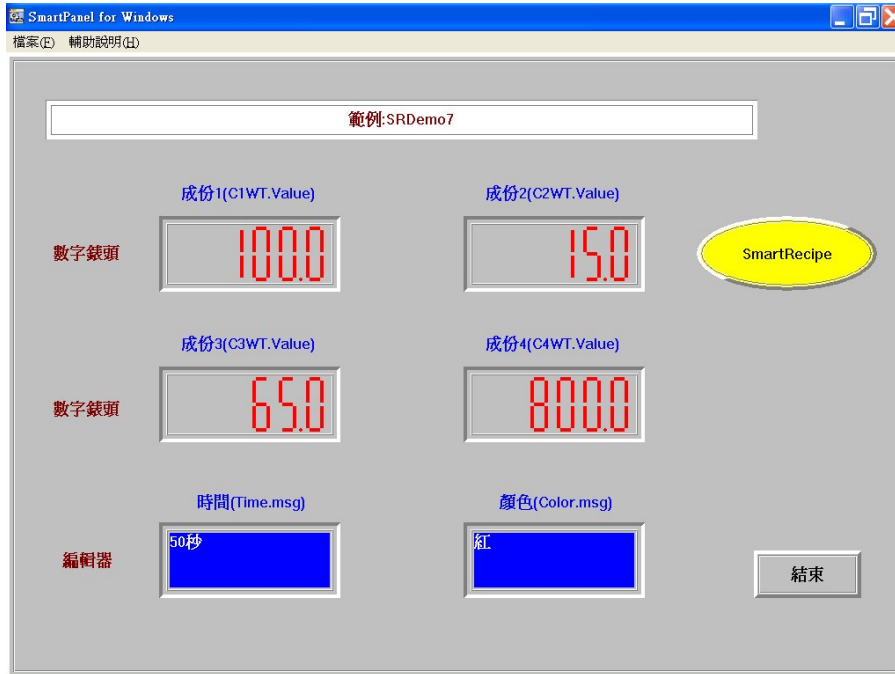 SmartPanel for Windows
檔案(F) 輔助說明(H)
範例:SRDemo7
成份1(C1WT.Value) 成份2(C2WT.Value)
數字錶頭 100.0 15.0 SmartRecipe
成份3(C3WT.Value) 成份4(C4WT.Value)
數字錶頭 65.0 800.0
時間(Time.msg) 顏色(Color.msg)
編輯器 50秒 紅 結束